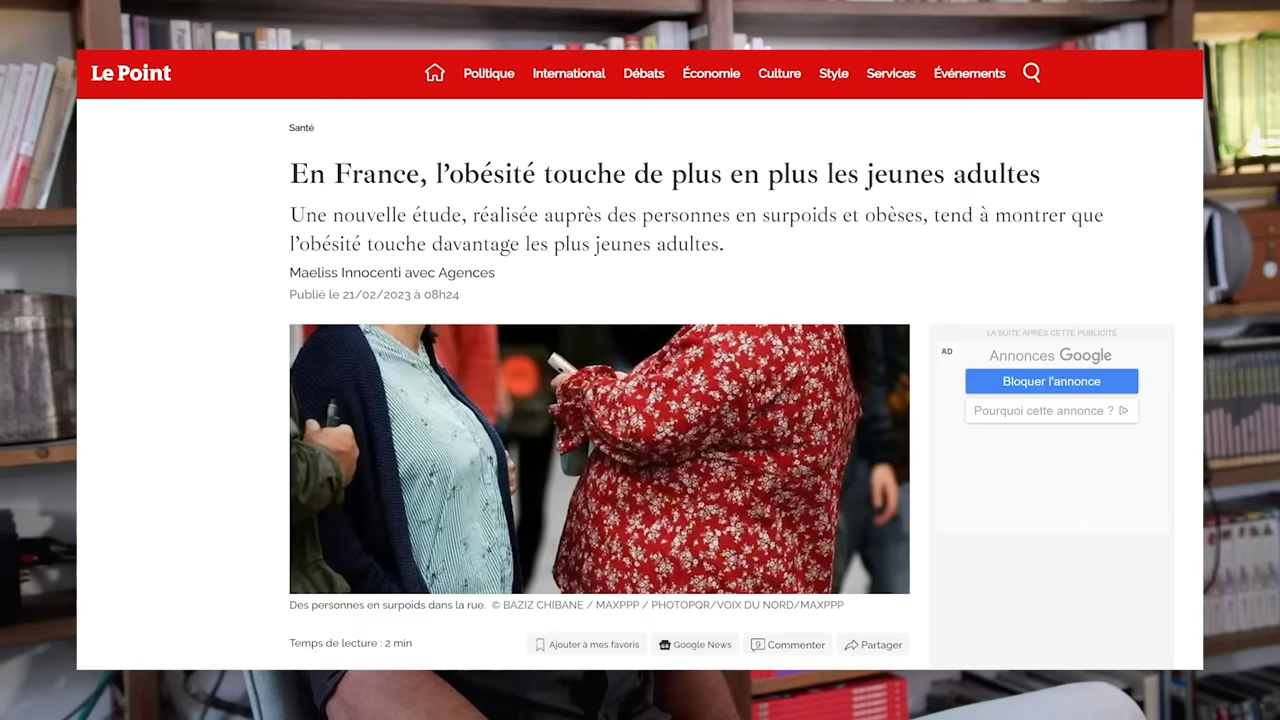 Le Point
Politique International Débats Économie Culture Style Services Événements
Santé
En France, l’obésité touche de plus en plus les jeunes adultes
Une nouvelle étude, réalisée auprès des personnes en surpoids et obèses, tend à montrer que
l’obésité touche davantage les plus jeunes adultes.
Maeliss Innocenti avec Agences
Publié le 21/02/2023 à 08h24
LA SUITE APRÈS CETTE PUBLICITÉ
AD
Annonces Google
Bloquer l'annonce
Pourquoi cette annonce ?
Des personnes en surpoids dans la rue. © BAZIZ CHIBANE / MAXPPP / PHOTOPQR/VOIX DU NORD/MAXPPP
Temps de lecture : 2 min
Ajouter à mes favoris Google News 9 Commenter Partager